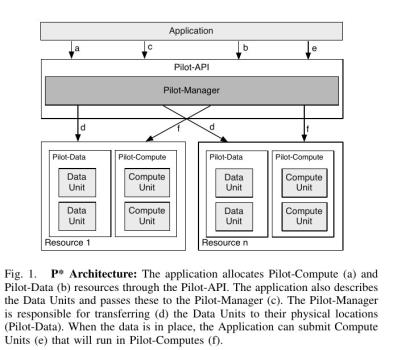 Application
a c b e
Pilot-API
Pilot-Manager
d f d f
Pilot-Data Pilot-Compute Pilot-Data Pilot-Compute
Data Unit Compute Unit Data Unit Compute Unit
Data Unit Compute Unit Data Unit Compute Unit
Resource 1 Resource n
Fig. 1. P* Architecture: The application allocates Pilot-Compute (a) and
Pilot-Data (b) resources through the Pilot-API. The application also describes
the Data Units and passes these to the Pilot-Manager (c). The Pilot-Manager
is responsible for transferring (d) the Data Units to their physical locations
(Pilot-Data). When the data is in place, the Application can submit Compute
Units (e) that will run in Pilot-Computes (f).